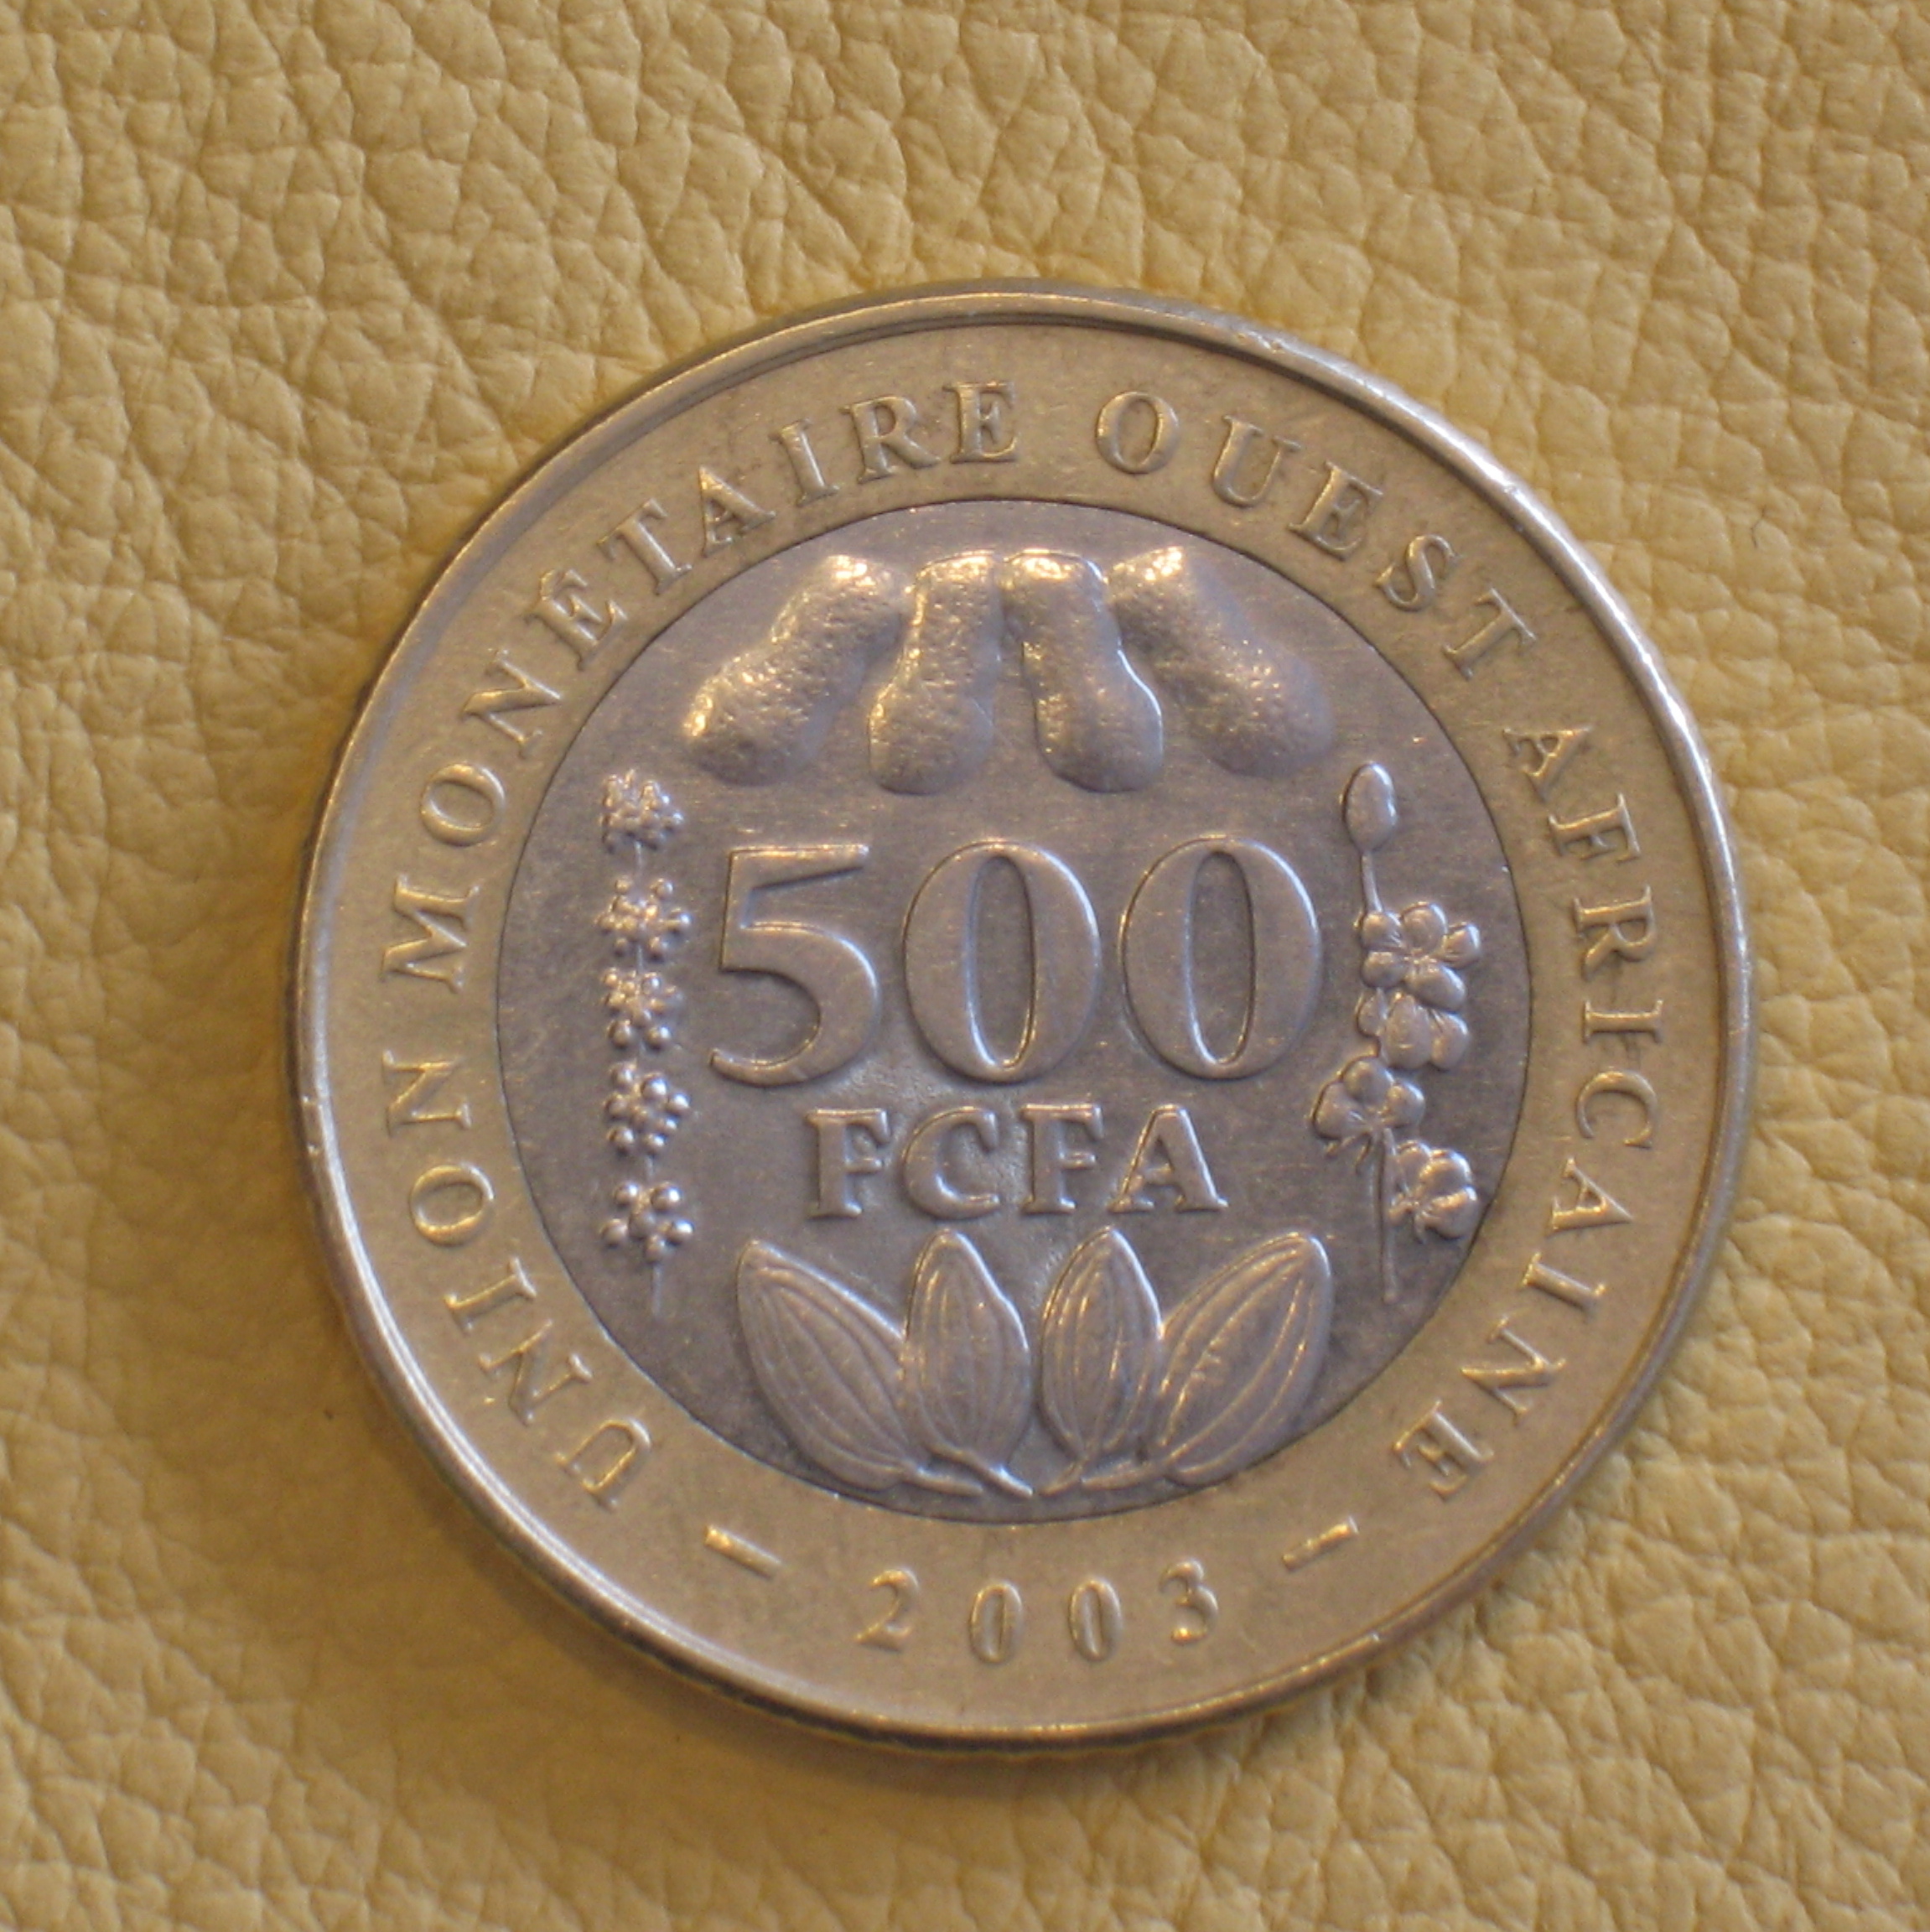 UNION MONÉTAIRE OUEST AFRICAINE
500
FCFA
– 2003 –